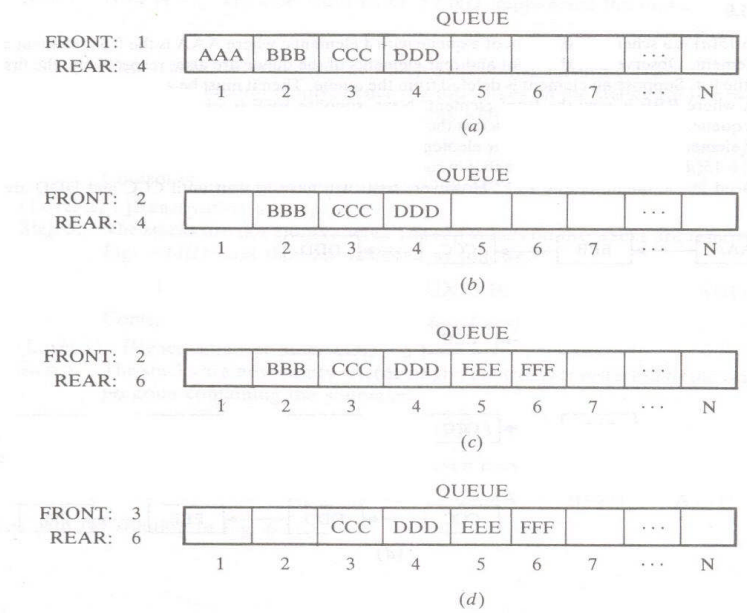 QUEUE
FRONT: 1
REAR: 4
AAA BBB CCC DDD ...
1 2 3 4 5 6 7 ... N
(a)
QUEUE
FRONT: 2
REAR: 4
BBB CCC DDD ...
1 2 3 4 5 6 7 ... N
(b)
QUEUE
FRONT: 2
REAR: 6
BBB CCC DDD EEE FFF ...
1 2 3 4 5 6 7 ... N
(c)
QUEUE
FRONT: 3
REAR: 6
CCC DDD EEE FFF ...
1 2 3 4 5 6 7 ... N
(d)